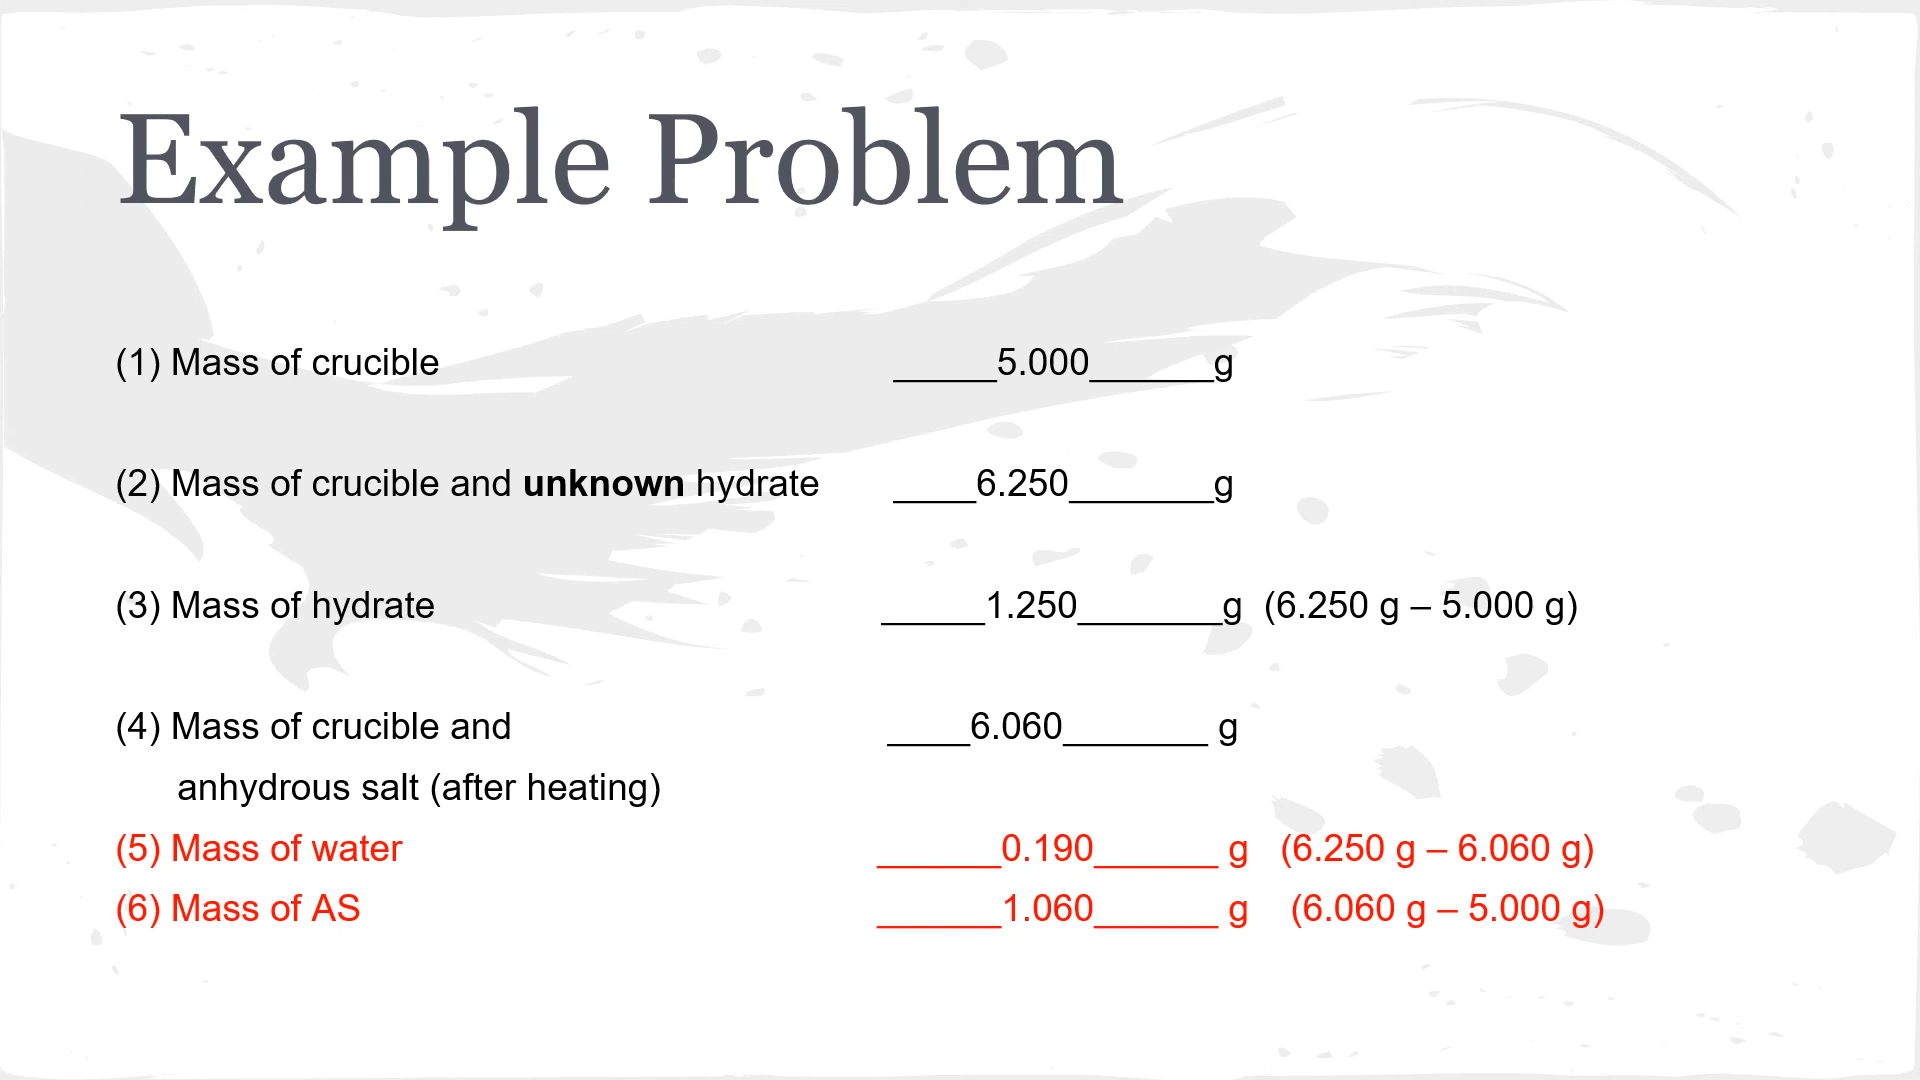 Example Problem
(1) Mass of crucible _____5.000______g
(2) Mass of crucible and unknown hydrate ____6.250_______g
(3) Mass of hydrate _____1.250_______g (6.250 g – 5.000 g)
(4) Mass of crucible and ____6.060_______ g
anhydrous salt (after heating)
(5) Mass of water ______0.190______ g (6.250 g – 6.060 g)
(6) Mass of AS ______1.060______ g (6.060 g – 5.000 g)